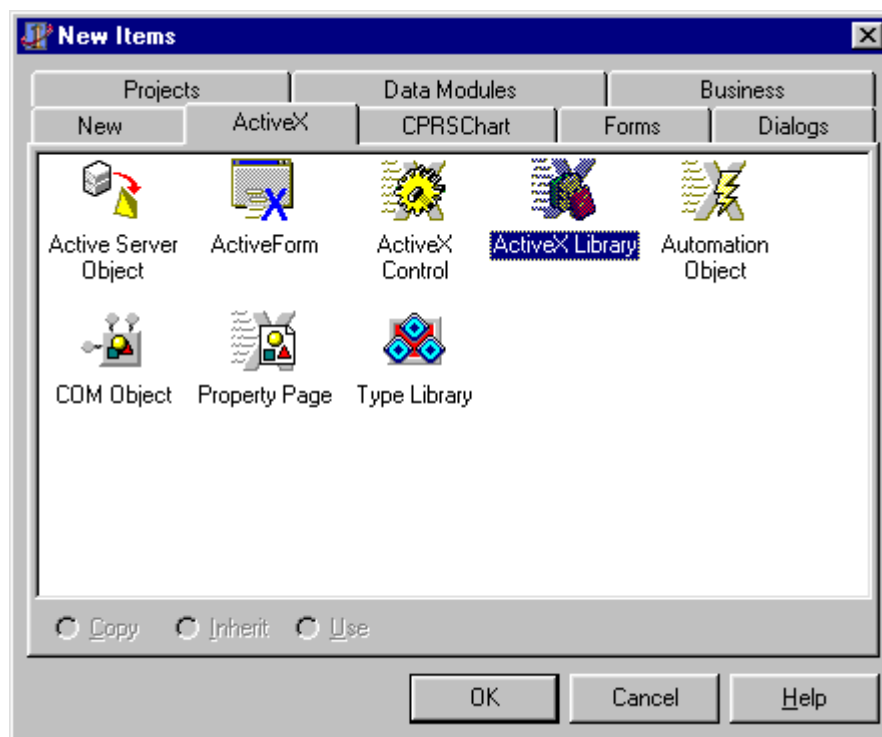 New Items
Projects Data Modules Business
New ActiveX CPRSChart Forms Dialogs
Active Server ActiveForm ActiveX ActiveX Library Automation
Object Control Object
COM Object Property Page Type Library
Copy Inherit Use
OK Cancel Help